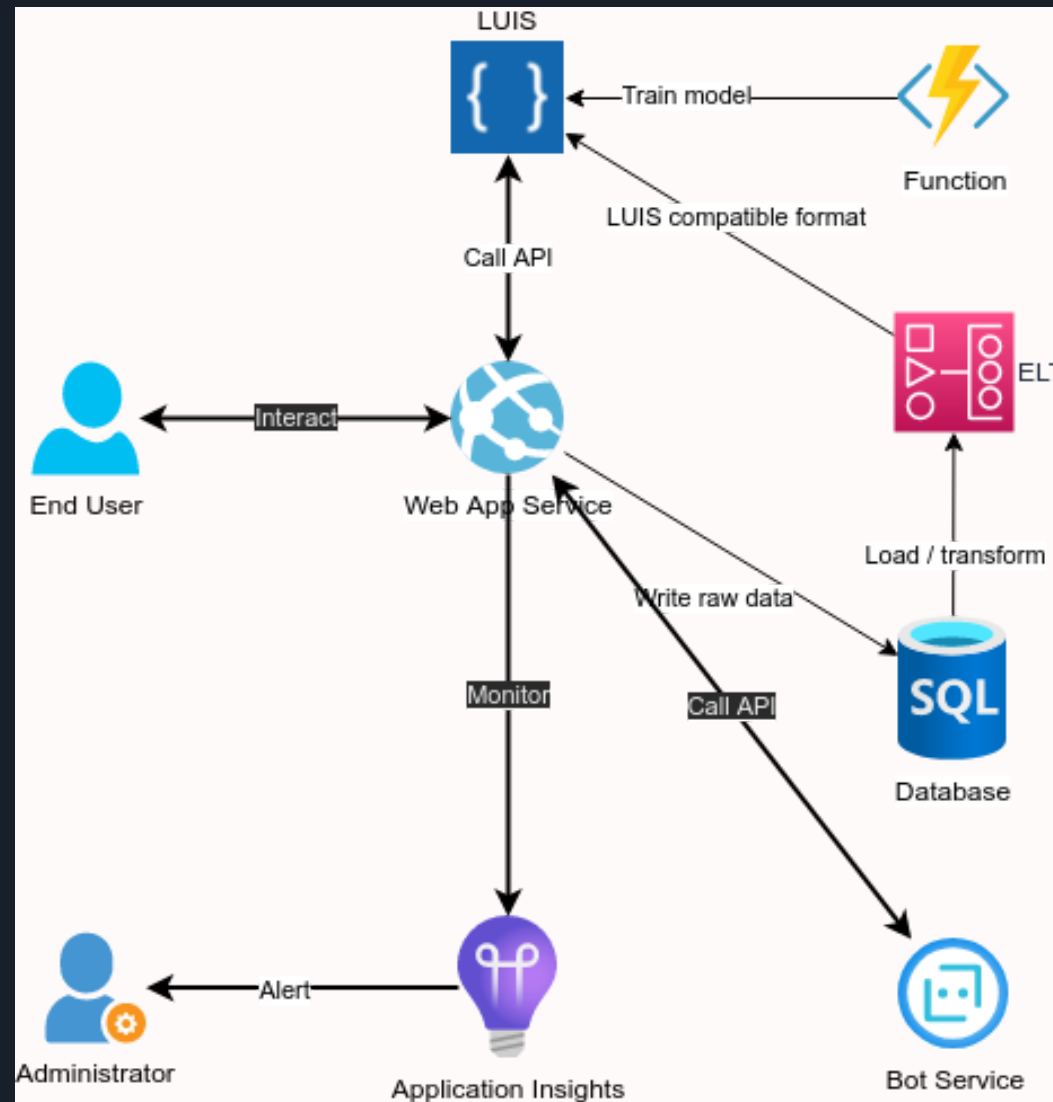 LUIS
Train model
Function
LUIS compatible format
Call API
ELT
Interact
End User
Web App Service
Load / transform
Write raw data
SQL
Monitor
Call API
Database
Alert
Administrator
Application Insights
Bot Service